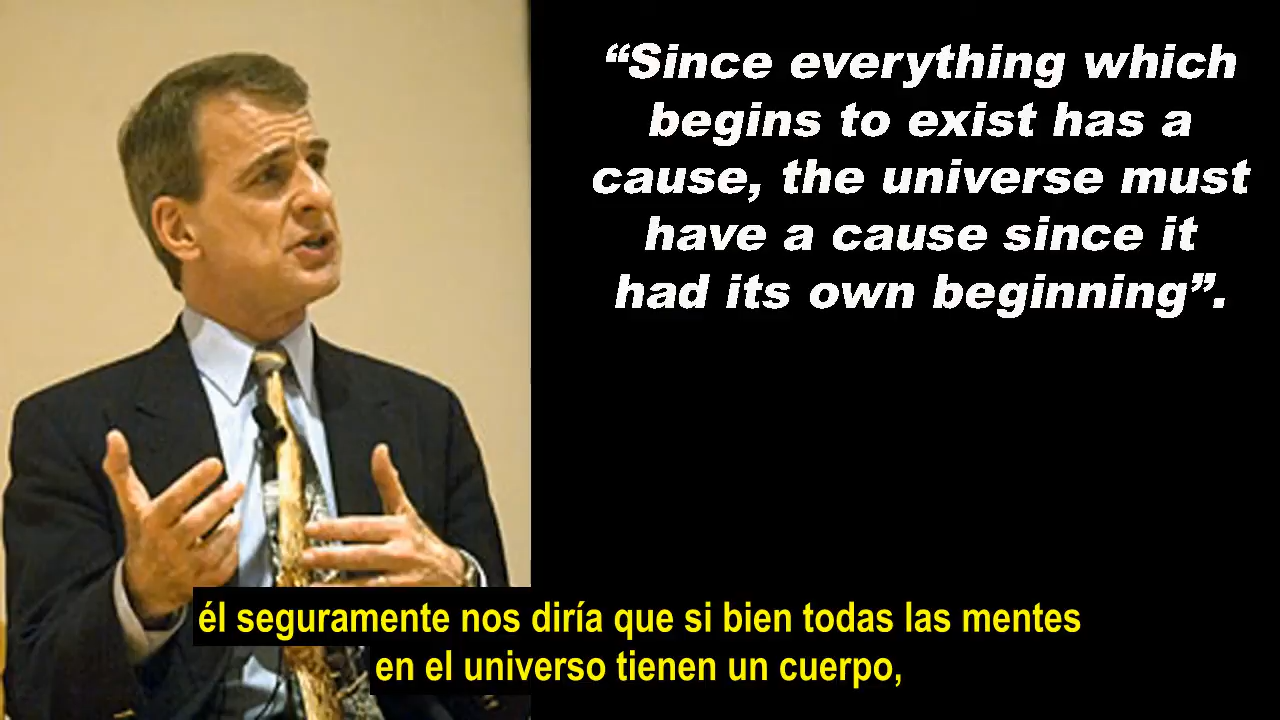 “Since everything which
begins to exist has a
cause, the universe must
have a cause since it
had its own beginning”.
él seguramente nos diría que si bien todas las mentes
en el universo tienen un cuerpo,